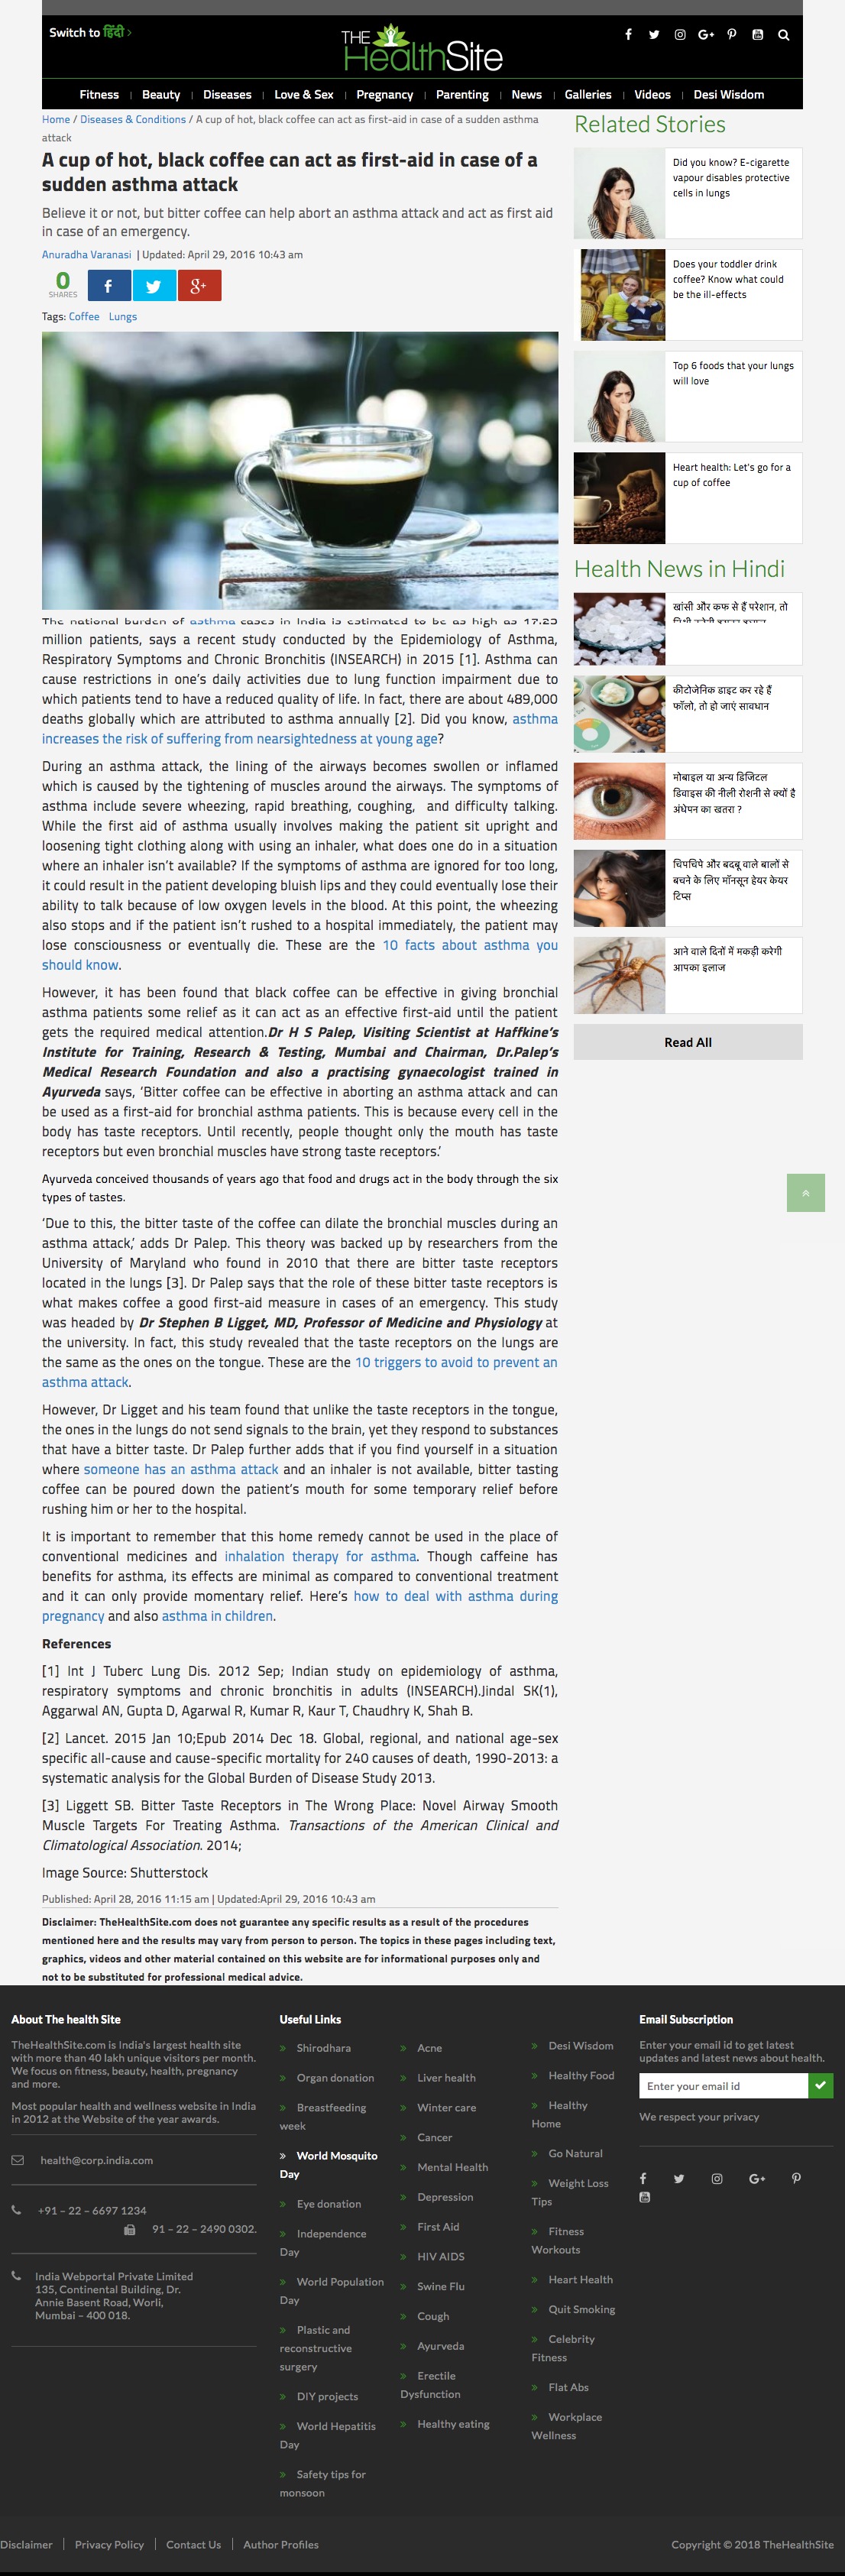 Switch to हिंदी >
THE
HealthSite
Fitness | Beauty | Diseases | Love & Sex | Pregnancy | Parenting | News | Galleries | Videos | Desi Wisdom
Home / Diseases & Conditions / A cup of hot, black coffee can act as first-aid in case of a sudden asthma
attack
A cup of hot, black coffee can act as first-aid in case of a
sudden asthma attack
Believe it or not, but bitter coffee can help abort an asthma attack and act as first aid
in case of an emergency.
Anuradha Varanasi | Updated: April 29, 2016 10:43 am
0
SHARES
Tags: Coffee Lungs
The national burden of asthma cases in India is estimated to be as high as 17.23
million patients, says a recent study conducted by the Epidemiology of Asthma,
Respiratory Symptoms and Chronic Bronchitis (INSEARCH) in 2015 [1]. Asthma can
cause restrictions in one's daily activities due to lung function impairment due to
which patients tend to have a reduced quality of life. In fact, there are about 489,000
deaths globally which are attributed to asthma annually [2]. Did you know, asthma
increases the risk of suffering from nearsightedness at young age?
During an asthma attack, the lining of the airways becomes swollen or inflamed
which is caused by the tightening of muscles around the airways. The symptoms of
asthma include severe wheezing, rapid breathing, coughing, and difficulty talking.
While the first aid of asthma usually involves making the patient sit upright and
loosening tight clothing along with using an inhaler, what does one do in a situation
where an inhaler isn't available? If the symptoms of asthma are ignored for too long,
it could result in the patient developing bluish lips and they could eventually lose their
ability to talk because of low oxygen levels in the blood. At this point, the wheezing
also stops and if the patient isn't rushed to a hospital immediately, the patient may
lose consciousness or eventually die. These are the 10 facts about asthma you
should know.
However, it has been found that black coffee can be effective in giving bronchial
asthma patients some relief as it can act as an effective first-aid until the patient
gets the required medical attention.Dr H S Palep, Visiting Scientist at Haffkine's
Institute for Training, Research & Testing, Mumbai and Chairman, Dr.Palep's
Medical Research Foundation and also a practising gynaecologist trained in
Ayurveda says, 'Bitter coffee can be effective in aborting an asthma attack and can
be used as a first-aid for bronchial asthma patients. This is because every cell in the
body has taste receptors. Until recently, people thought only the mouth has taste
receptors but even bronchial muscles have strong taste receptors.'
Ayurveda conceived thousands of years ago that food and drugs act in the body through the six
types of tastes.
'Due to this, the bitter taste of the coffee can dilate the bronchial muscles during an
asthma attack,' adds Dr Palep. This theory was backed up by researchers from the
University of Maryland who found in 2010 that there are bitter taste receptors
located in the lungs [3]. Dr Palep says that the role of these bitter taste receptors is
what makes coffee a good first-aid measure in cases of an emergency. This study
was headed by Dr Stephen B Ligget, MD, Professor of Medicine and Physiology at
the university. In fact, this study revealed that the taste receptors on the lungs are
the same as the ones on the tongue. These are the 10 triggers to avoid to prevent an
asthma attack.
However, Dr Ligget and his team found that unlike the taste receptors in the tongue,
the ones in the lungs do not send signals to the brain, yet they respond to substances
that have a bitter taste. Dr Palep further adds that if you find yourself in a situation
where someone has an asthma attack and an inhaler is not available, bitter tasting
coffee can be poured down the patient's mouth for some temporary relief before
rushing him or her to the hospital.
It is important to remember that this home remedy cannot be used in the place of
conventional medicines and inhalation therapy for asthma. Though caffeine has
benefits for asthma, its effects are minimal as compared to conventional treatment
and it can only provide momentary relief. Here's how to deal with asthma during
pregnancy and also asthma in children.
References
[1] Int J Tuberc Lung Dis. 2012 Sep; Indian study on epidemiology of asthma,
respiratory symptoms and chronic bronchitis in adults (INSEARCH).Jindal SK(1),
Aggarwal AN, Gupta D, Agarwal R, Kumar R, Kaur T, Chaudhry K, Shah B.
[2] Lancet. 2015 Jan 10;Epub 2014 Dec 18. Global, regional, and national age-sex
specific all-cause and cause-specific mortality for 240 causes of death, 1990-2013: a
systematic analysis for the Global Burden of Disease Study 2013.
[3] Liggett SB. Bitter Taste Receptors in The Wrong Place: Novel Airway Smooth
Muscle Targets For Treating Asthma. Transactions of the American Clinical and
Climatological Association. 2014;
Image Source: Shutterstock
Published: April 28, 2016 11:15 am | Updated:April 29, 2016 10:43 am
Disclaimer: TheHealthSite.com does not guarantee any specific results as a result of the procedures
mentioned here and the results may vary from person to person. The topics in these pages including text,
graphics, videos and other material contained on this website are for informational purposes only and
not to be substituted for professional medical advice.
Related Stories
Did you know? E-cigarette
vapour disables protective
cells in lungs
Does your toddler drink
coffee? Know what could
be the ill-effects
Top 6 foods that your lungs
will love
Heart health: Let's go for a
cup of coffee
Health News in Hindi
खांसी और कफ से हैं परेशान, तो
कीटोजेनिक डाइट कर रहे हैं
फॉलो, तो हो जाएं सावधान
मोबाइल या अन्य डिजिटल
डिवाइस की नीली रोशनी से क्यों है
अंधेपन का खतरा ?
चिपचिपे और बदबू वाले बालों से
बचने के लिए मॉनसून हेयर केयर
टिप्स
आने वाले दिनों में मकड़ी करेगी
आपका इलाज
Read All
About The health Site
TheHealthSite.com is India's largest health site
with more than 40 lakh unique visitors per month.
We focus on fitness, beauty, health, pregnancy
and more.
Most popular health and wellness website in India
in 2012 at the Website of the year awards.
health@corp.india.com
+91 – 22 – 6697 1234
91 – 22 – 2490 0302.
India Webportal Private Limited
135, Continental Building, Dr.
Annie Basent Road, Worli,
Mumbai – 400 018.
Useful Links
Shirodhara
Organ donation
Breastfeeding
week
World Mosquito
Day
Eye donation
Independence
Day
World Population
Day
Plastic and
reconstructive
surgery
DIY projects
World Hepatitis
Day
Safety tips for
monsoon
Acne
Liver health
Winter care
Cancer
Mental Health
Depression
First Aid
HIV AIDS
Swine Flu
Cough
Ayurveda
Erectile
Dysfunction
Healthy eating
Desi Wisdom
Healthy Food
Healthy
Home
Go Natural
Weight Loss
Tips
Fitness
Workouts
Heart Health
Quit Smoking
Celebrity
Fitness
Flat Abs
Workplace
Wellness
Email Subscription
Enter your email id to get latest
updates and latest news about health.
Enter your email id
We respect your privacy
Disclaimer | Privacy Policy | Contact Us | Author Profiles
Copyright © 2018 TheHealthSite